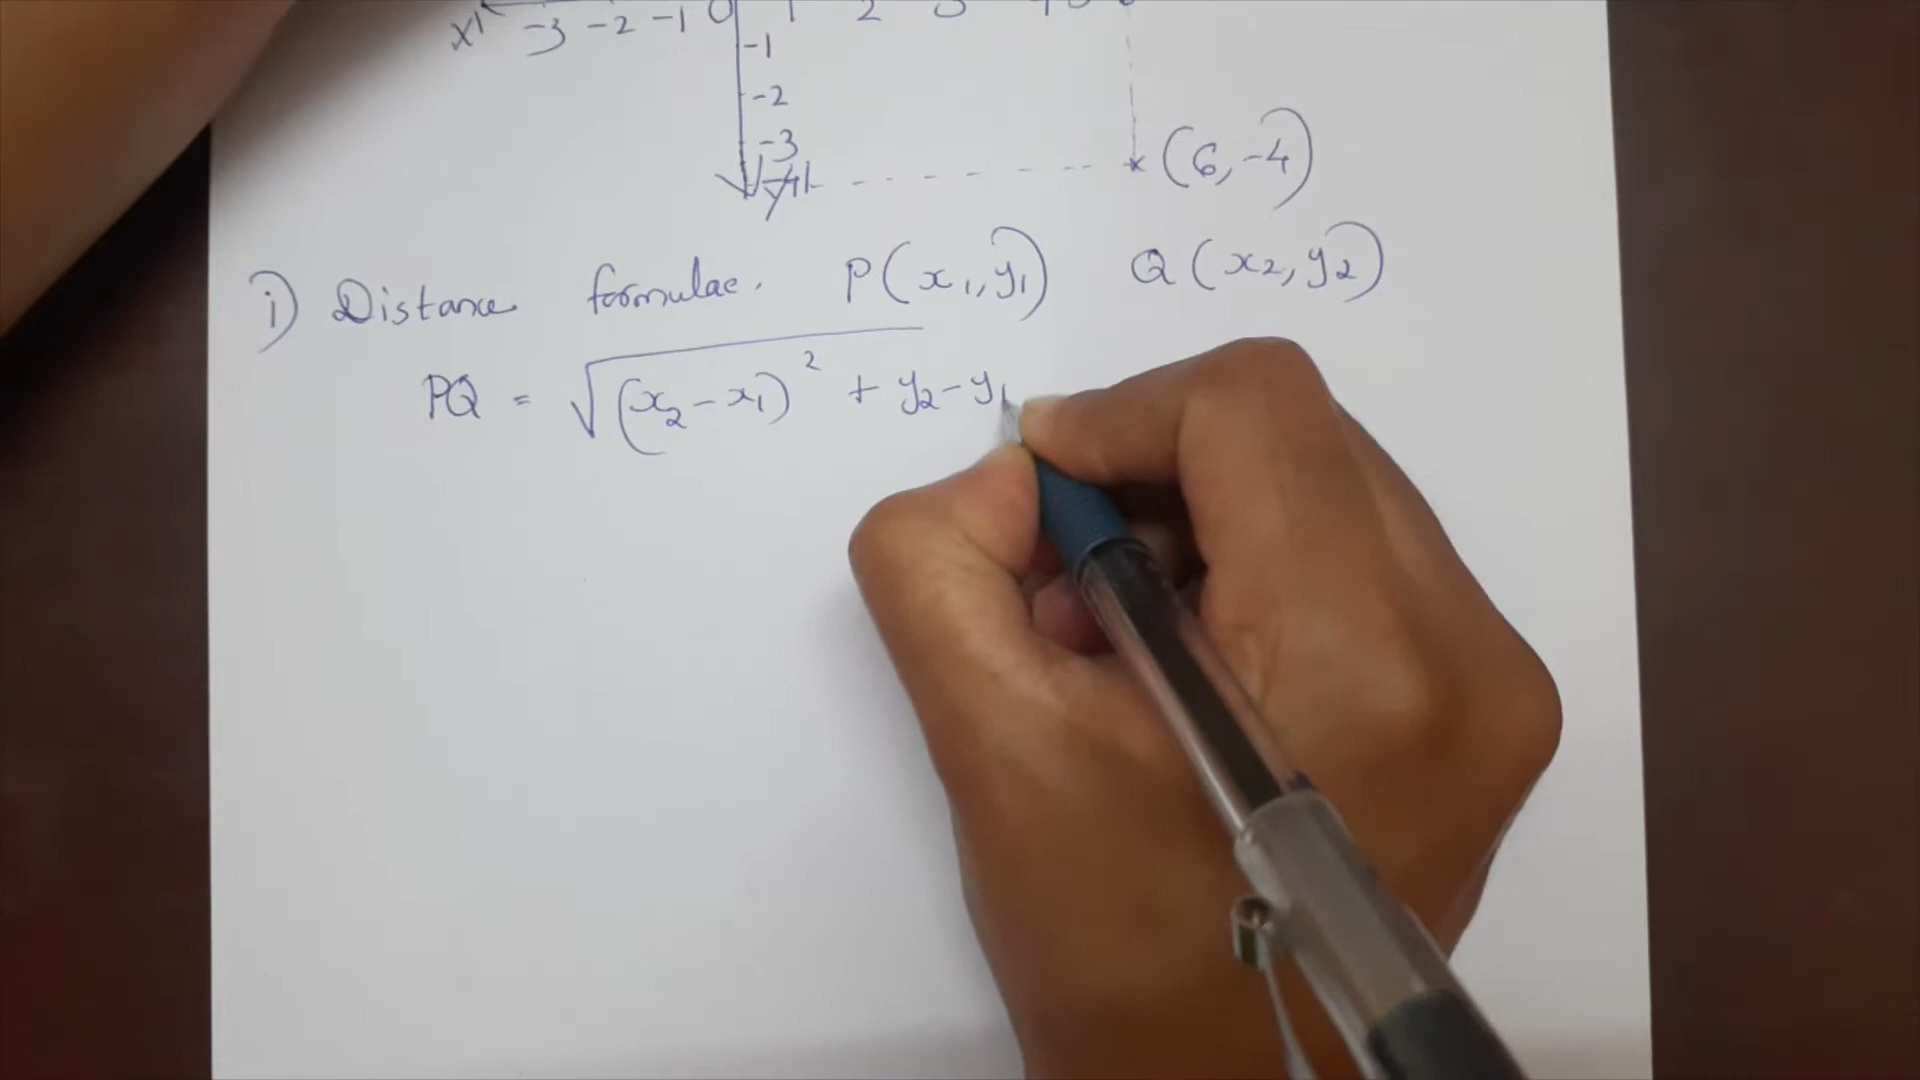 x1 -3 -2 -1 0 1 2
-1
-2
-3
(6,-4)
i) Distance formulae. P(x1,y1) Q(x2,y2)
PQ = √(x2-x1)² + y2-y1